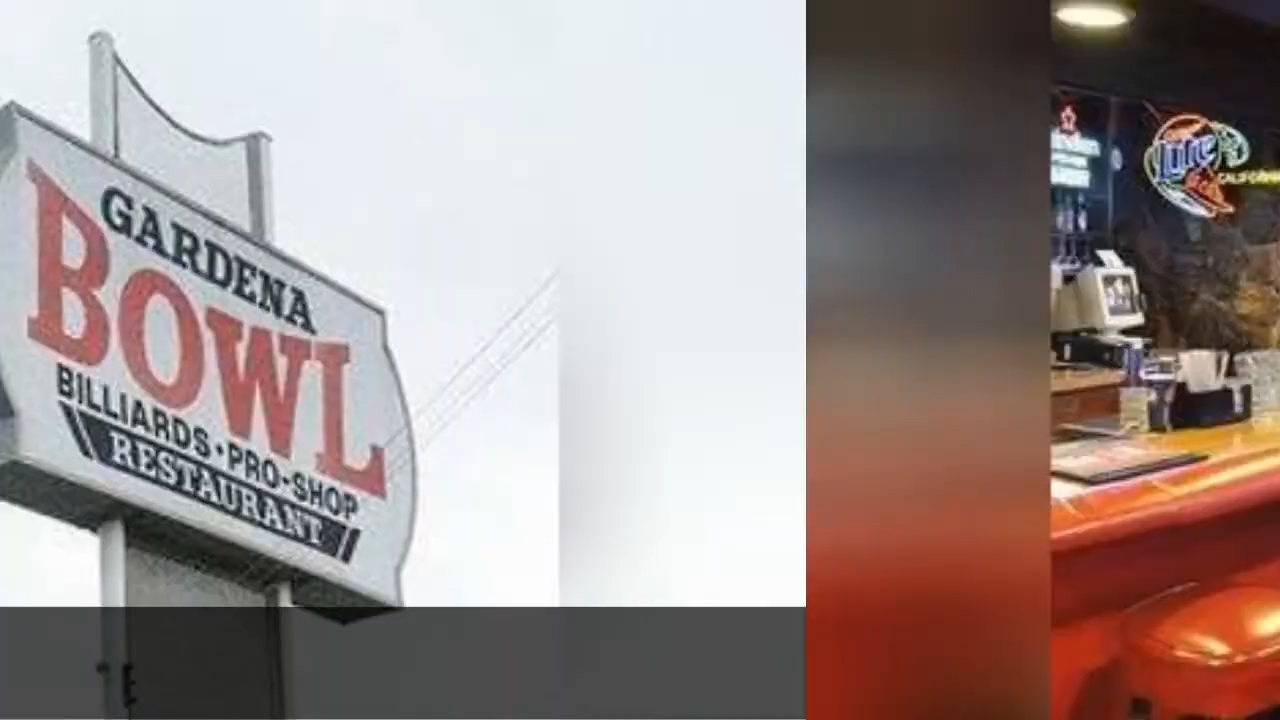 GARDENA
BOWL
BILLIARDS·PRO-SHOP
RESTAURANT
Lite